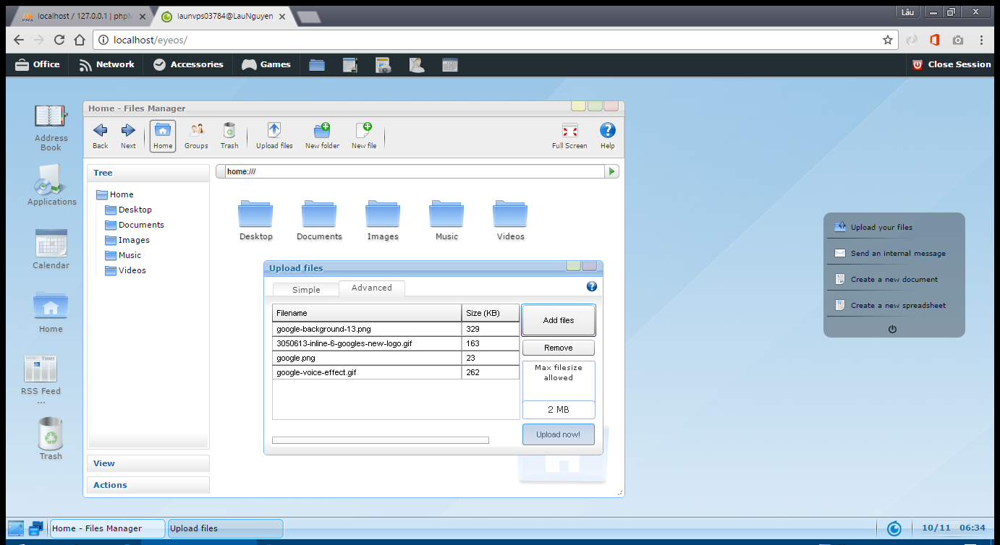 localhost / 127.0.0.1 | phpM
launvps03784@LauNguyen
Lâu
localhost/eyeos/
Office
Network
Accessories
Games
Close Session
Address
Book
Applications
Calendar
Home
Times
RSS Feed
...
Trash
Home - Files Manager
Back
Next
Home
Groups
Trash
Upload files
New folder
New file
Full Screen
Help
Tree
home:///
Home
Desktop
Documents
Images
Music
Videos
Desktop
Documents
Images
Music
Videos
Upload files
Simple
Advanced
Filename
Size (KB)
Add files
google-background-13.png
329
3050613-inline-6-googles-new-logo.gif
163
google.png
23
google-voice-effect.gif
262
Remove
Max filesize
allowed
2 MB
Upload now!
View
Actions
Upload your files
Send an internal message
Create a new document
Create a new spreadsheet
Home - Files Manager
Upload files
10/11 06:34